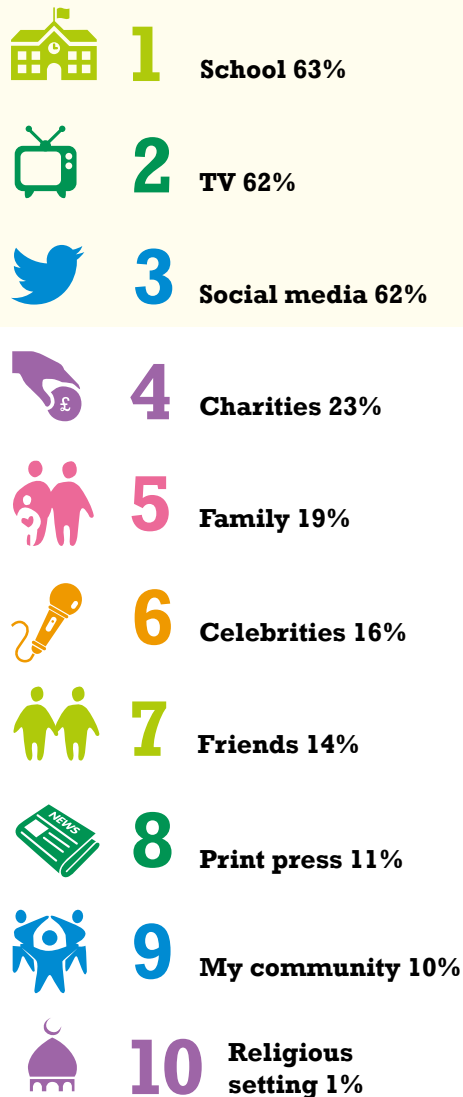 1
School 63%
2
TV 62%
3
Social media 62%
£
4
Charities 23%
5
Family 19%
6
Celebrities 16%
7
Friends 14%
NEWS
8
Print press 11%
9
My community 10%
10
Religious
setting 1%